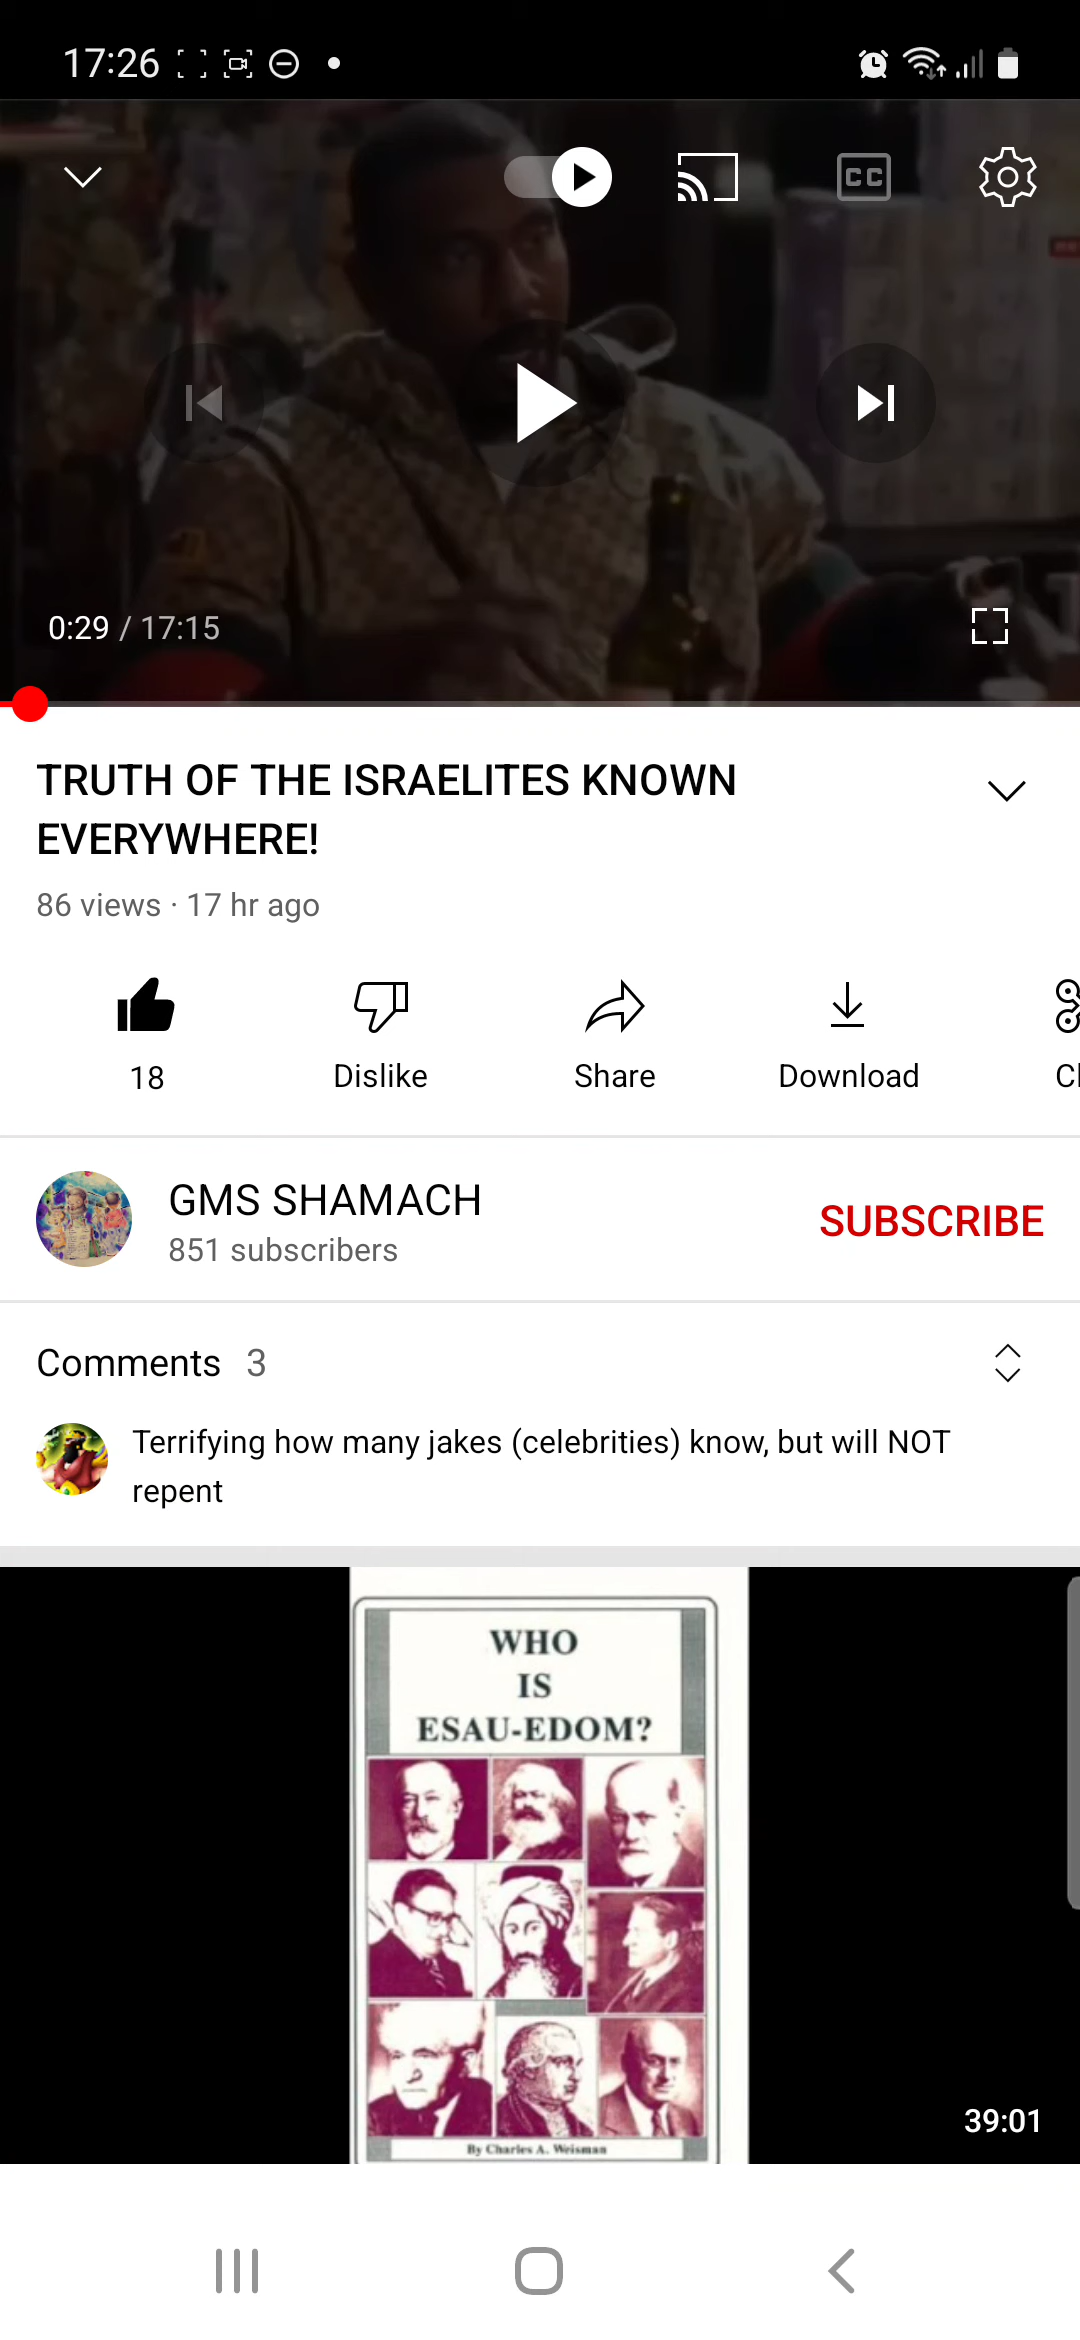 17:26
CC
0:29 / 17:15
TRUTH OF THE ISRAELITES KNOWN
EVERYWHERE!
86 views · 17 hr ago
18
Dislike
Share
Download
Cl
GMS SHAMACH
851 subscribers
SUBSCRIBE
Comments 3
Terrifying how many jakes (celebrities) know, but will NOT
repent
WHO
IS
ESAU-EDOM?
By Charles A. Weisman
39:01